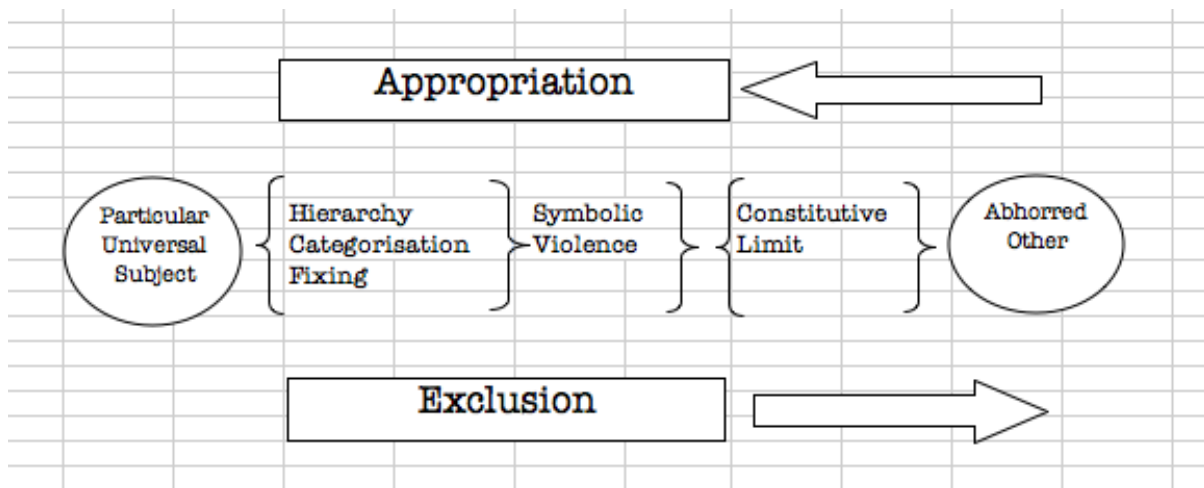 Appropriation
Particular
Universal
Subject
Hierarchy
Categorisation
Fixing
Symbolic
Violence
Constitutive
Limit
Abhorred
Other
Exclusion